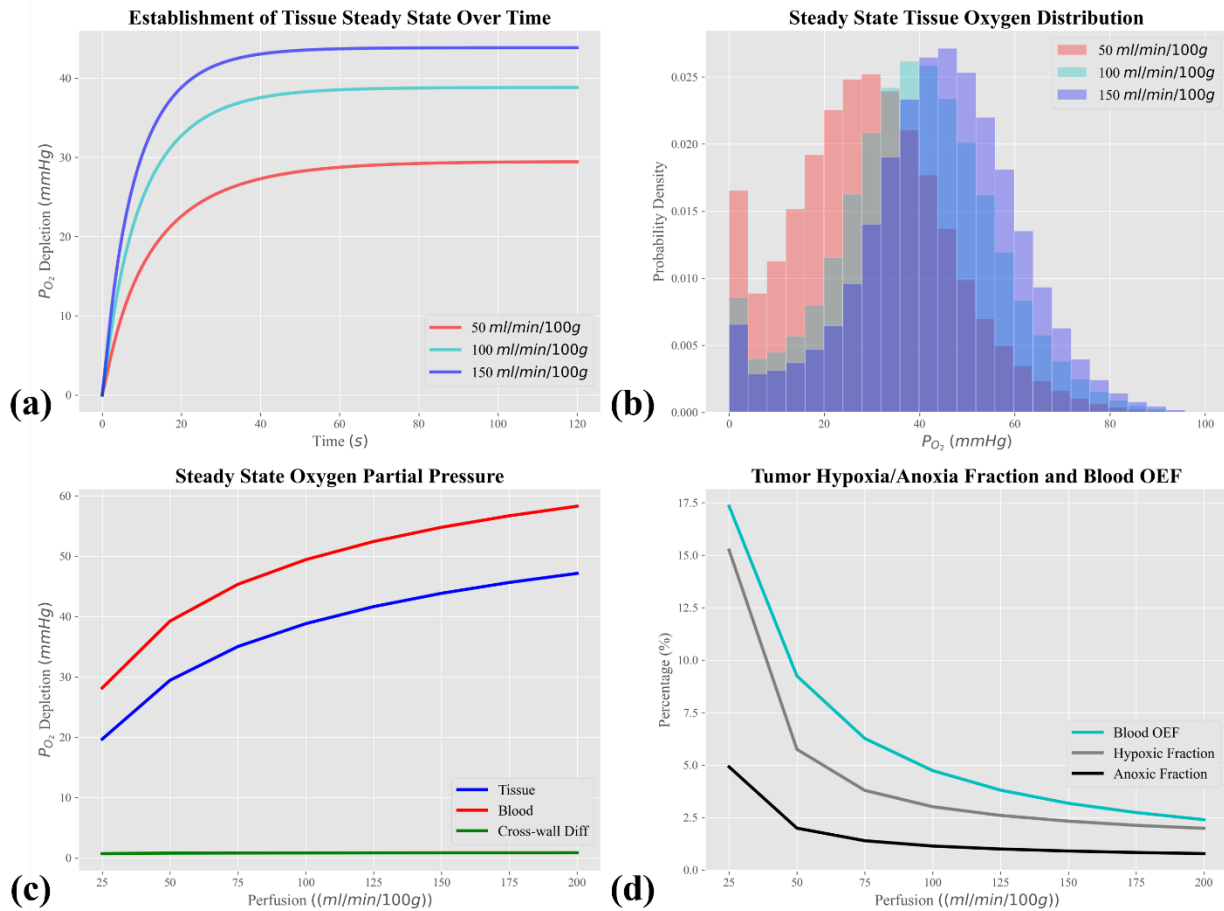 Establishment of Tissue Steady State Over Time
P_{O_2} Depletion (mmHg)
40
30
20
10
0
50 ml/min/100g
100 ml/min/100g
150 ml/min/100g
0 20 40 60 80 100 120
Time (s)
(a)
Steady State Tissue Oxygen Distribution
Probability Density
0.025
0.020
0.015
0.010
0.005
0.000
50 ml/min/100g
100 ml/min/100g
150 ml/min/100g
0 20 40 60 80 100
P_{O_2} (mmHg)
(b)
Steady State Oxygen Partial Pressure
P_{O_2} Depletion (mmHg)
60
50
40
30
20
10
0
Tissue
Blood
Cross-wall Diff
25 50 75 100 125 150 175 200
Perfusion ((ml/min/100g))
(c)
Tumor Hypoxia/Anoxia Fraction and Blood OEF
Percentage (%)
17.5
15.0
12.5
10.0
7.5
5.0
2.5
0.0
Blood OEF
Hypoxic Fraction
Anoxic Fraction
25 50 75 100 125 150 175 200
Perfusion ((ml/min/100g))
(d)